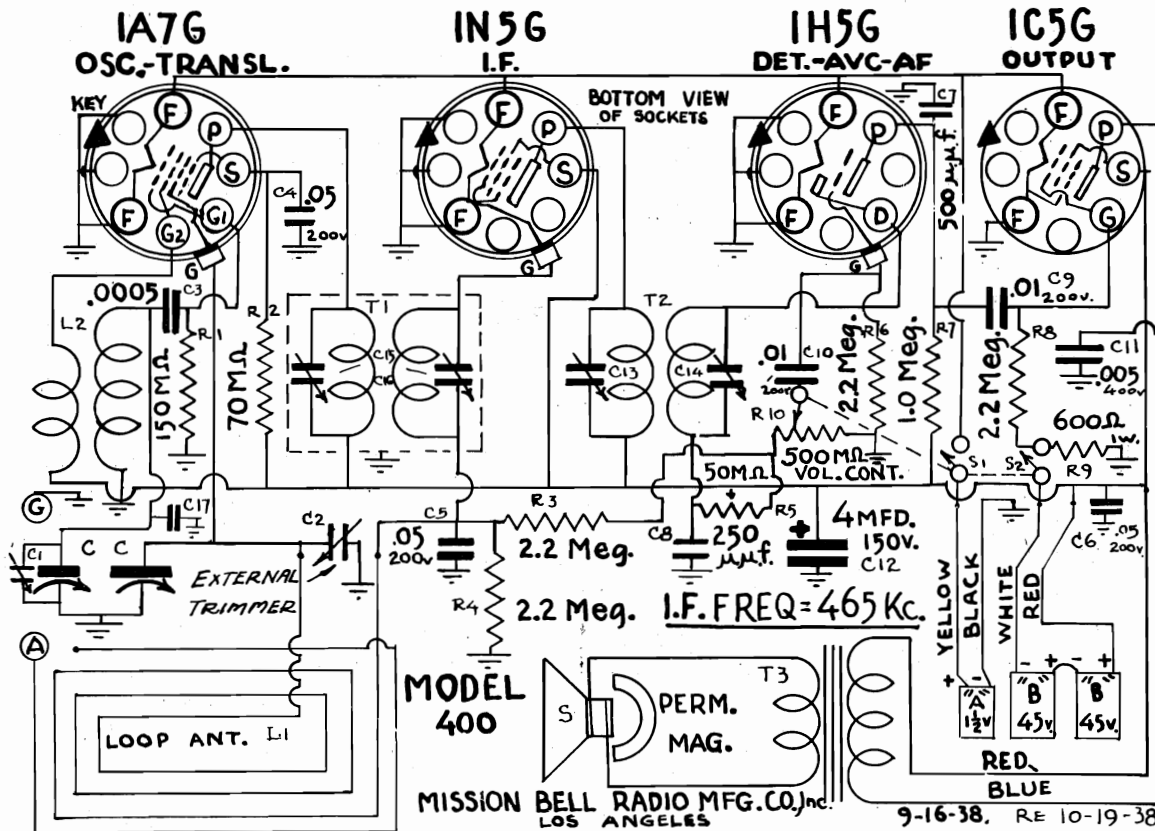 1A7G
OSC.-TRANSL.
1N5G
I.F.
1H5G
DET.-AVC-AF
1C5G
OUTPUT
KEY
BOTTOM VIEW
OF SOCKETS
F
P
S
G1
G2
F
G
F
P
S
F
G
F
P
D
F
G
F
P
S
G
F
C4
.05
200v
C7
500 μμf.
.0005
C3
L2
R1
150MΩ
R2
70MΩ
T1
C15
C16
T2
C13
C14
.01
200v
C10
R6
2.2 Meg.
R7
1.0 Meg.
.01
C9
200v.
R8
2.2 Meg.
C11
.005
400v
600Ω
1w.
R9
R10
500MΩ
VOL.CONT.
S1
S2
50MΩ
R5
G
C17
C1
C
C
C2
EXTERNAL
TRIMMER
C5
.05
200v
R3
2.2 Meg.
R4
2.2 Meg.
C8
250
μμf.
+
4MFD.
150V.
C12
C6
.05
200v
I.F. FREQ=465 Kc.
YELLOW
BLACK
WHITE
RED
A
LOOP ANT. L1
MODEL
400
S
PERM.
MAG.
T3
+ -
A
1½v
- +
B
45v.
- +
B
45v.
RED
BLUE
MISSION BELL RADIO MFG.CO,Inc.
LOS ANGELES
9-16-38. RE 10-19-38